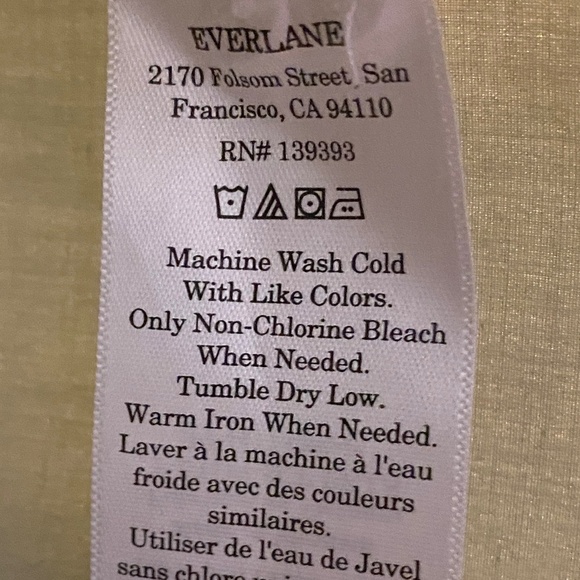 EVERLANE
2170 Folsom Street, San
Francisco, CA 94110
RN# 139393
Machine Wash Cold
With Like Colors.
Only Non-Chlorine Bleach
When Needed.
Tumble Dry Low.
Warm Iron When Needed.
Laver à la machine à l'eau
froide avec des couleurs
similaires.
Utiliser de l'eau de Javel
sans chlore